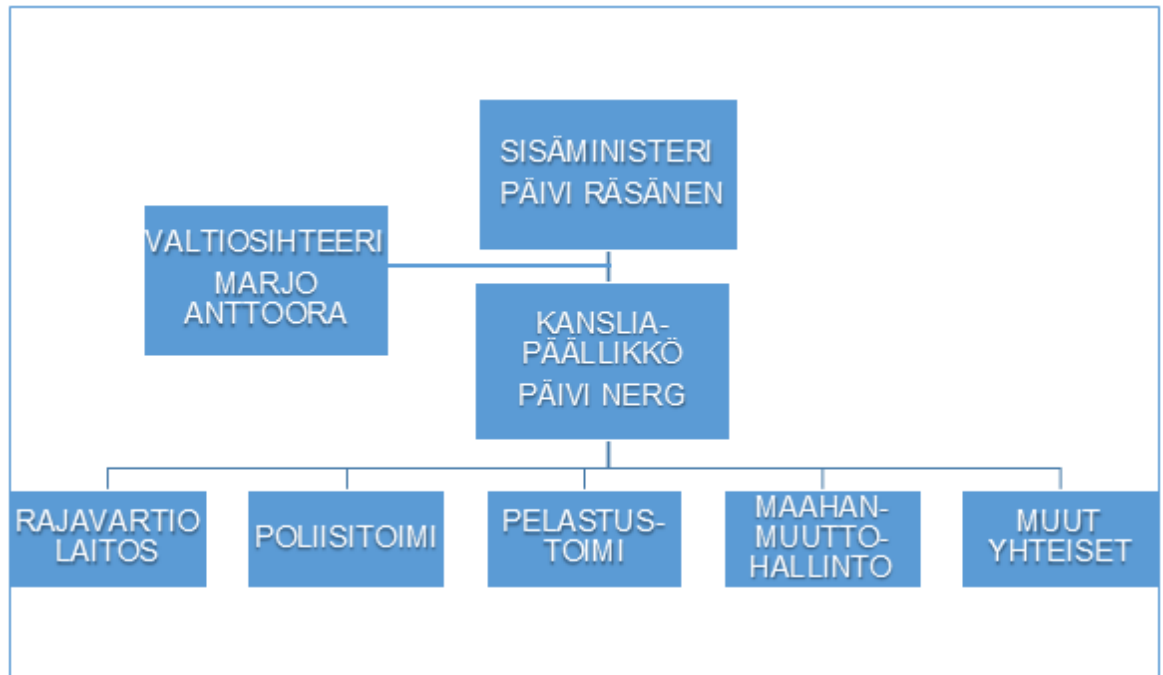 SISÄMINISTERI
PÄIVI RÄSÄNEN
VALTIOSIHTEERI
MARJO
ANTTOORA
KANSLIA-
PÄÄLLIKKÖ
PÄIVI NERG
RAJAVARTIO
LAITOS
POLIISITOIMI
PELASTUS-
TOIMI
MAAHAN-
MUUTTO-
HALLINTO
MUUT
YHTEISET